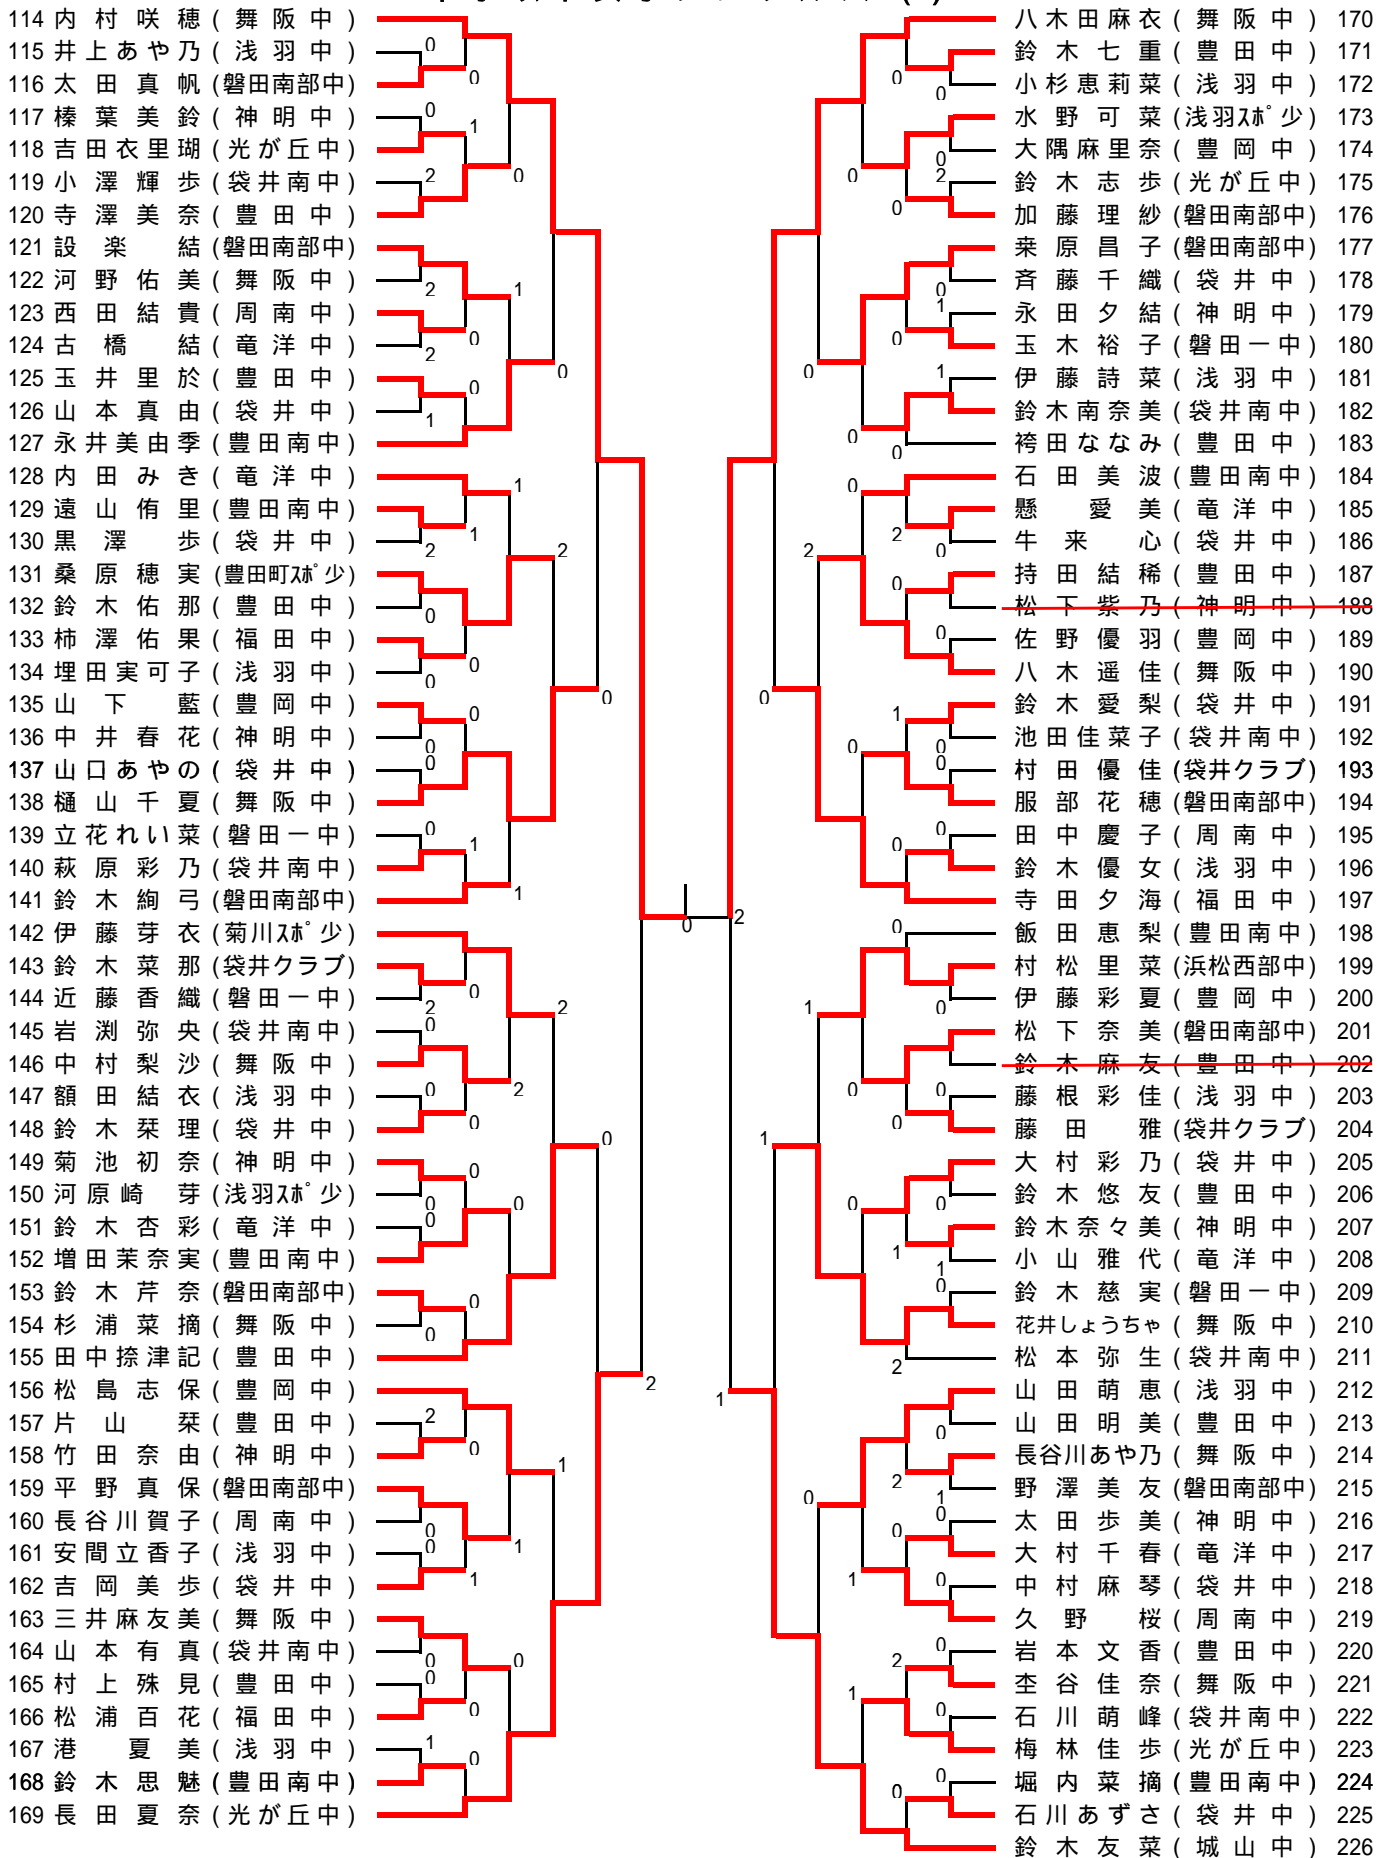 114 内村咲穂 (舞阪中)
115 井上あや乃 (浅羽中)
116 太田真帆 (磐田南部中)
117 榛葉美鈴 (神明中)
118 吉田衣里瑚 (光が丘中)
119 小澤輝歩 (袋井南中)
120 寺澤美奈 (豊田中)
121 設楽結 (磐田南部中)
122 河野佑美 (舞阪中)
123 西田結貴 (周南中)
124 古橋結 (竜洋中)
125 玉井里於 (豊田中)
126 山本真由 (袋井中)
127 永井美由季 (豊田南中)
128 内田みき (竜洋中)
129 遠山侑里 (豊田南中)
130 黒澤歩 (袋井中)
131 桑原穂実 (豊田町ｽﾎﾟ少)
132 鈴木佑那 (豊田中)
133 柿澤佑果 (福田中)
134 埋田実可子 (浅羽中)
135 山下藍 (豊岡中)
136 中井春花 (神明中)
137 山口あやの (袋井中)
138 樋山千夏 (舞阪中)
139 立花れい菜 (磐田一中)
140 萩原彩乃 (袋井南中)
141 鈴木絢弓 (磐田南部中)
142 伊藤芽衣 (菊川ｽﾎﾟ少)
143 鈴木菜那 (袋井クラブ)
144 近藤香織 (磐田一中)
145 岩渕弥央 (袋井南中)
146 中村梨沙 (舞阪中)
147 額田結衣 (浅羽中)
148 鈴木栞理 (袋井中)
149 菊池初奈 (神明中)
150 河原崎芽 (浅羽ｽﾎﾟ少)
151 鈴木杏彩 (竜洋中)
152 増田茉奈実 (豊田南中)
153 鈴木芹奈 (磐田南部中)
154 杉浦菜摘 (舞阪中)
155 田中捺津記 (豊田中)
156 松島志保 (豊岡中)
157 片山栞 (豊田中)
158 竹田奈由 (神明中)
159 平野真保 (磐田南部中)
160 長谷川賀子 (周南中)
161 安間立香子 (浅羽中)
162 吉岡美歩 (袋井中)
163 三井麻友美 (舞阪中)
164 山本有真 (袋井南中)
165 村上殊見 (豊田中)
166 松浦百花 (福田中)
167 港夏美 (浅羽中)
168 鈴木思魅 (豊田南中)
169 長田夏奈 (光が丘中)
八木田麻衣 (舞阪中) 170
鈴木七重 (豊田中) 171
小杉恵莉菜 (浅羽中) 172
水野可菜 (浅羽ｽﾎﾟ少) 173
大隅麻里奈 (豊岡中) 174
鈴木志歩 (光が丘中) 175
加藤理紗 (磐田南部中) 176
来原昌子 (磐田南部中) 177
斉藤千織 (袋井中) 178
永田夕結 (神明中) 179
玉木裕子 (磐田一中) 180
伊藤詩菜 (浅羽中) 181
鈴木南奈美 (袋井南中) 182
袴田ななみ (豊田中) 183
石田美波 (豊田南中) 184
懸愛美 (竜洋中) 185
牛来心 (袋井中) 186
持田結稀 (豊田中) 187
松下紫乃 (神明中) 188
佐野優羽 (豊岡中) 189
八木遥佳 (舞阪中) 190
鈴木愛梨 (袋井中) 191
池田佳菜子 (袋井南中) 192
村田優佳 (袋井クラブ) 193
服部花穂 (磐田南部中) 194
田中慶子 (周南中) 195
鈴木優女 (浅羽中) 196
寺田夕海 (福田中) 197
飯田恵梨 (豊田南中) 198
村松里菜 (浜松西部中) 199
伊藤彩夏 (豊岡中) 200
松下奈美 (磐田南部中) 201
鈴木麻友 (豊田中) 202
藤根彩佳 (浅羽中) 203
藤田雅 (袋井クラブ) 204
大村彩乃 (袋井中) 205
鈴木悠友 (豊田中) 206
鈴木奈々美 (神明中) 207
小山雅代 (竜洋中) 208
鈴木慈実 (磐田一中) 209
花井しょうちゃ (舞阪中) 210
松本弥生 (袋井南中) 211
山田萌恵 (浅羽中) 212
山田明美 (豊田中) 213
長谷川あや乃 (舞阪中) 214
野澤美友 (磐田南部中) 215
太田歩美 (神明中) 216
大村千春 (竜洋中) 217
中村麻琴 (袋井中) 218
久野桜 (周南中) 219
岩本文香 (豊田中) 220
杢谷佳奈 (舞阪中) 221
石川萌峰 (袋井南中) 222
梅林佳歩 (光が丘中) 223
堀内菜摘 (豊田南中) 224
石川あずさ (袋井中) 225
鈴木友菜 (城山中) 226